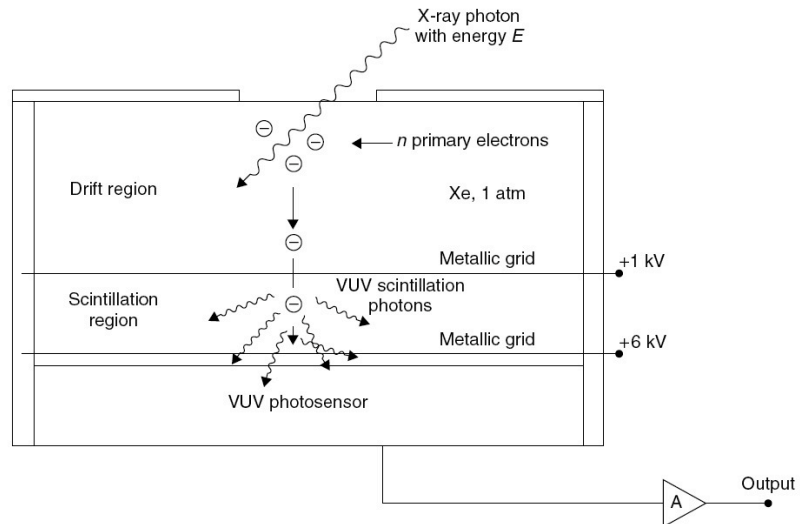 X-ray photon
with energy E
n primary electrons
Drift region
Xe, 1 atm
Metallic grid
+1 kV
Scintillation
region
VUV scintillation
photons
Metallic grid
+6 kV
VUV photosensor
A
Output